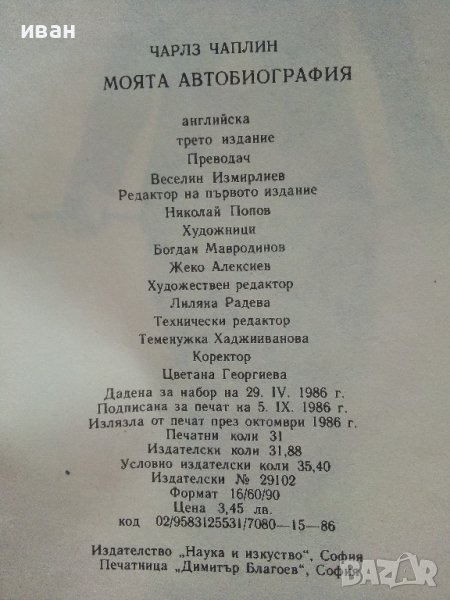 иван
ЧАРЛЗ ЧАПЛИН
МОЯТА АВТОБИОГРАФИЯ
английска
трето издание
Преводач
Веселин Измирлиев
Редактор на първото издание
Николай Попов
Художници
Богдан Мавродинов
Жеко Алексиев
Художествен редактор
Лиляна Радева
Технически редактор
Теменужка Хаджииванова
Коректор
Цветана Георгиева
Дадена за набор на 29. IV. 1986 г.
Подписана за печат на 5. IX. 1986 г.
Излязла от печат през октомври 1986 г.
Печатни коли 31
Издателски коли 31,88
Условно издателски коли 35,40
Издателски № 29102
Формат 16/60/90
Цена 3,45 лв.
код 02/9583125531/7080—15—86
Издателство „Наука и изкуство“, София
Печатница „Димитър Благоев“, София
BAZAR